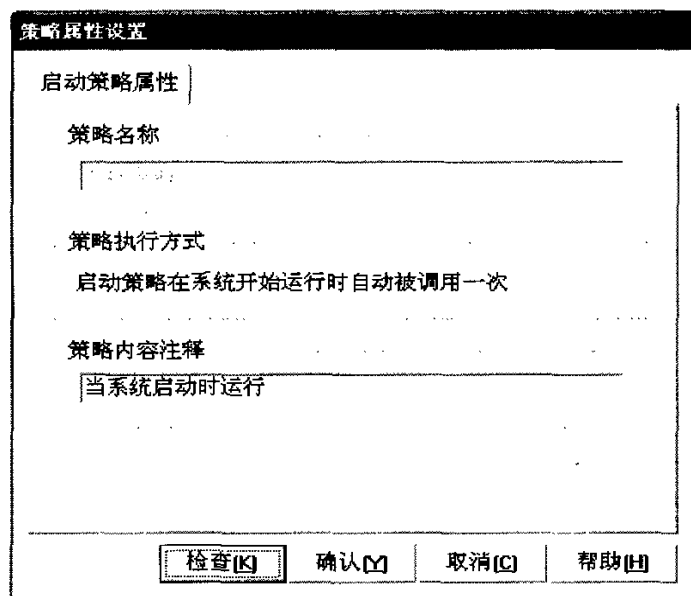 策略属性设置
启动策略属性
策略名称
策略执行方式
启动策略在系统开始运行时自动被调用一次
策略内容注释
当系统启动时运行
检查[K] 确认[Y] 取消[C] 帮助[H]